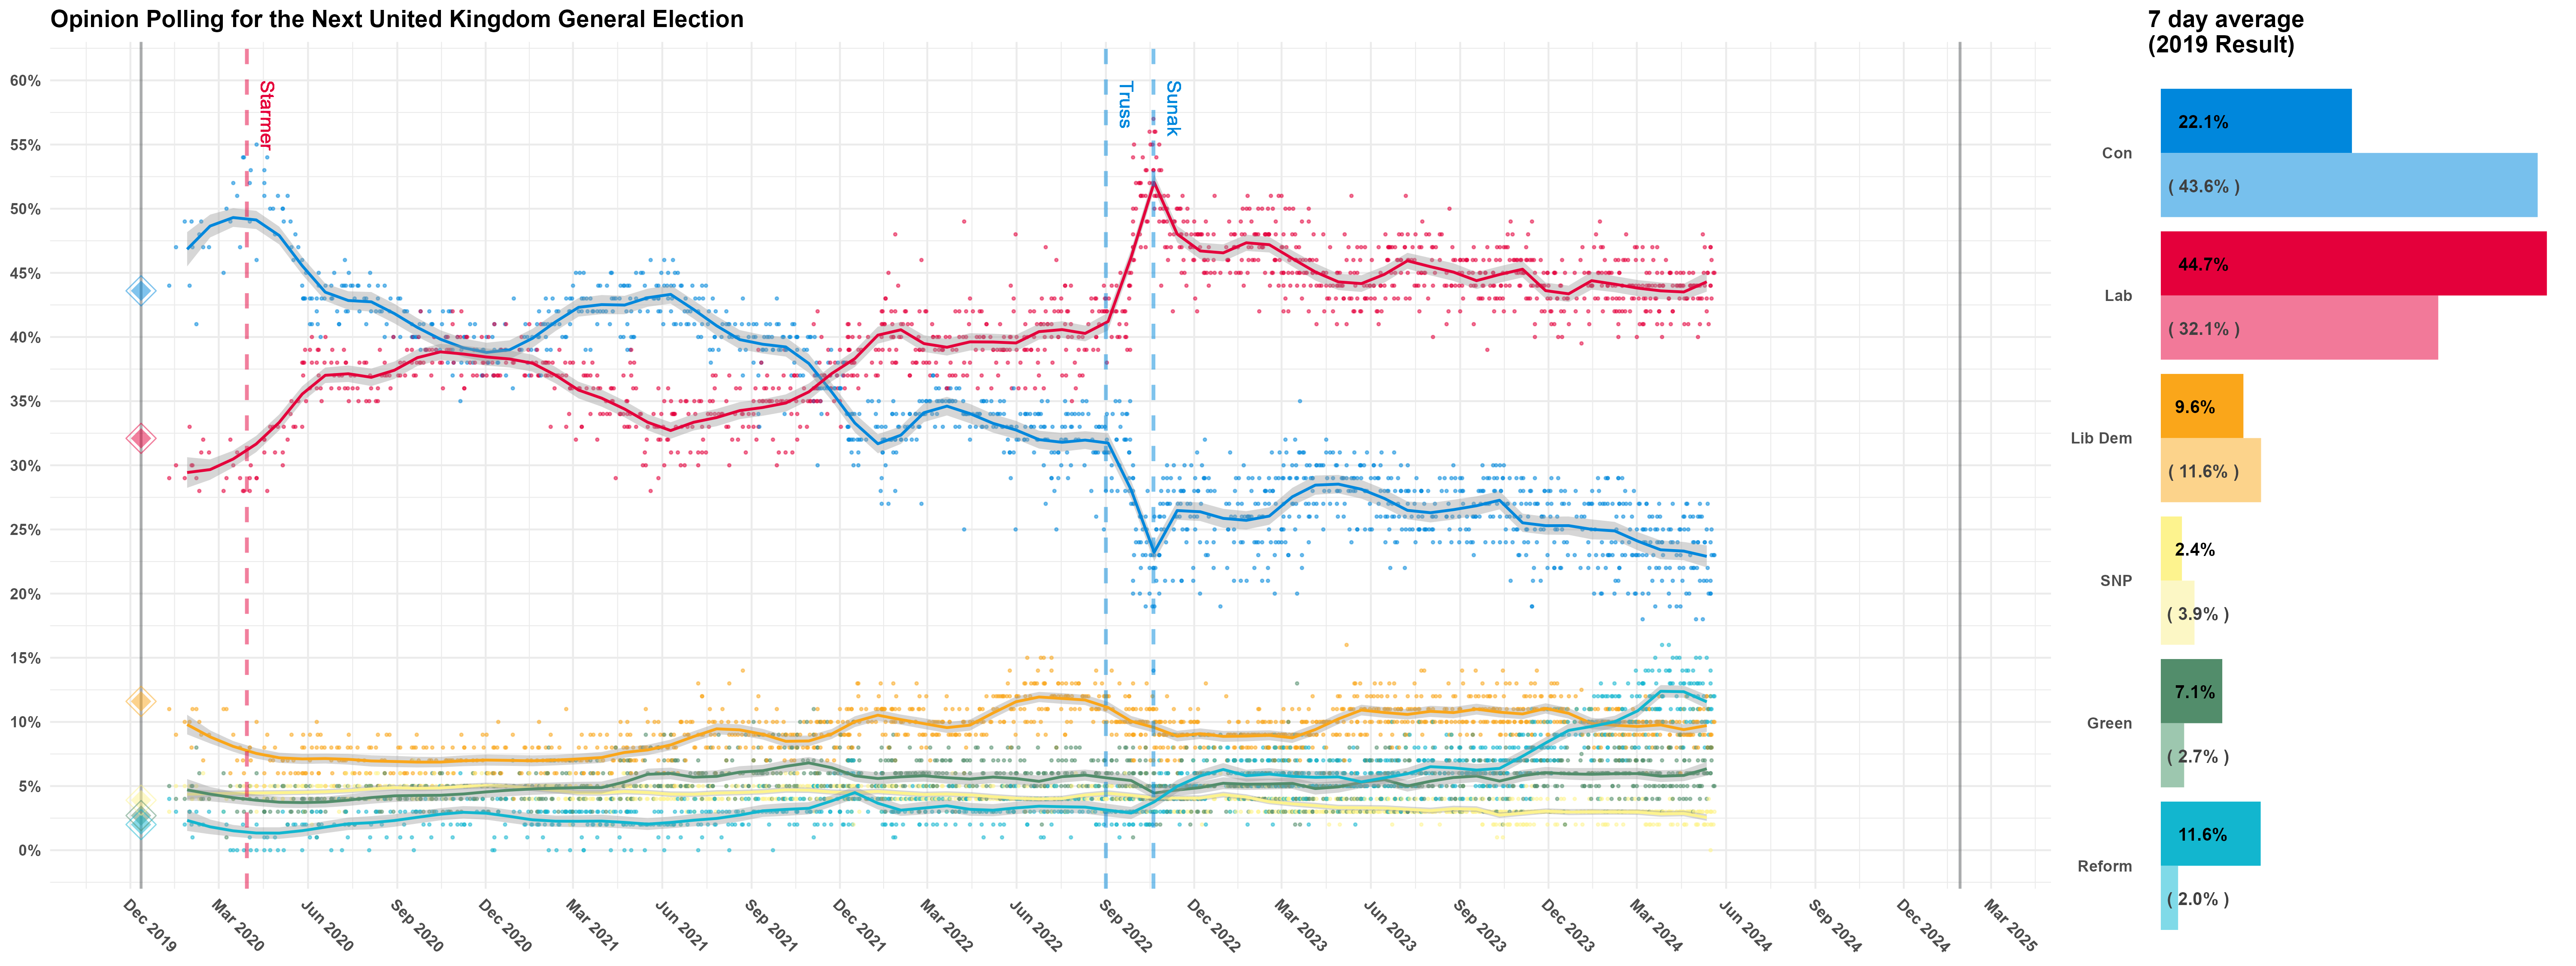 Opinion Polling for the Next United Kingdom General Election
7 day average
(2019 Result)
60%
55%
50%
45%
40%
35%
30%
25%
20%
15%
10%
5%
0%
Starmer
Truss
Sunak
Dec 2019
Mar 2020
Jun 2020
Sep 2020
Dec 2020
Mar 2021
Jun 2021
Sep 2021
Dec 2021
Mar 2022
Jun 2022
Sep 2022
Dec 2022
Mar 2023
Jun 2023
Sep 2023
Dec 2023
Mar 2024
Jun 2024
Sep 2024
Dec 2024
Mar 2025
Con
22.1%
( 43.6% )
Lab
44.7%
( 32.1% )
Lib Dem
9.6%
( 11.6% )
SNP
2.4%
( 3.9% )
Green
7.1%
( 2.7% )
Reform
11.6%
( 2.0% )